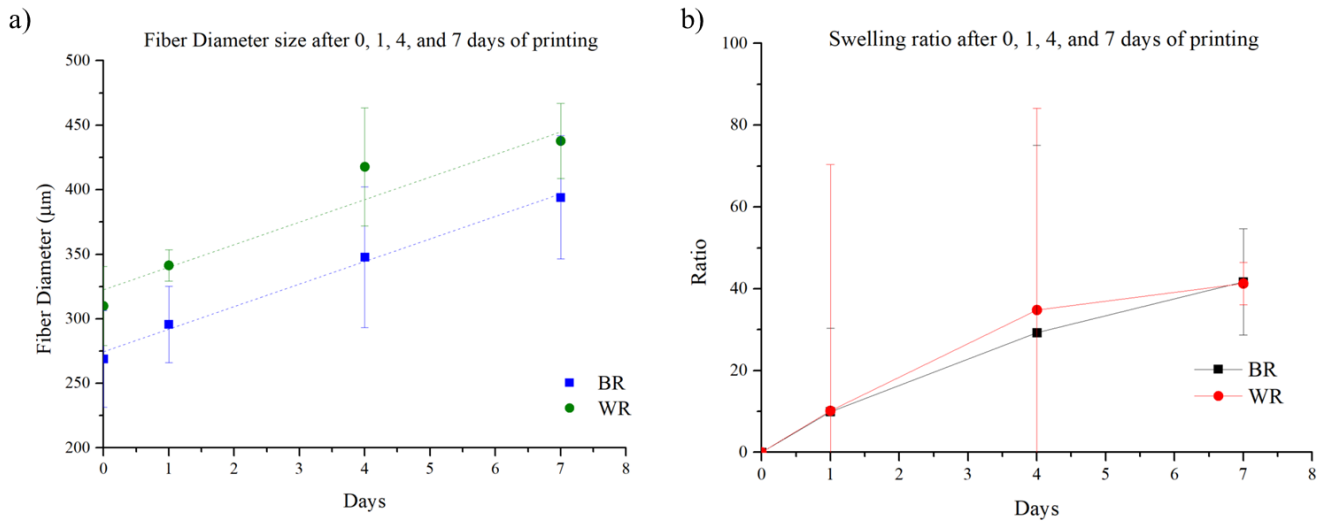 a)
Fiber Diameter size after 0, 1, 4, and 7 days of printing
500
450
400
350
300
250
200
Fiber Diameter (μm)
0 1 2 3 4 5 6 7 8
Days
BR
WR
b)
Swelling ratio after 0, 1, 4, and 7 days of printing
100
80
60
40
20
0
Ratio
0 1 2 3 4 5 6 7 8
Days
BR
WR